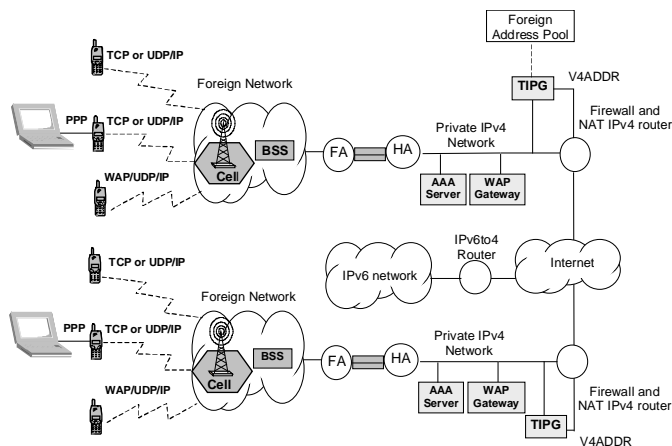 Foreign
Address Pool
TCP or UDP/IP
Foreign Network
TIPG
V4ADDR
PPP
TCP or UDP/IP
BSS
Cell
FA
HA
Private IPv4
Network
Firewall and
NAT IPv4 router
WAP/UDP/IP
AAA
Server
WAP
Gateway
TCP or UDP/IP
IPv6to4
Router
IPv6 network
Internet
Foreign Network
PPP
TCP or UDP/IP
BSS
Cell
FA
HA
Private IPv4
Network
WAP/UDP/IP
AAA
Server
WAP
Gateway
TIPG
Firewall and
NAT IPv4 router
V4ADDR